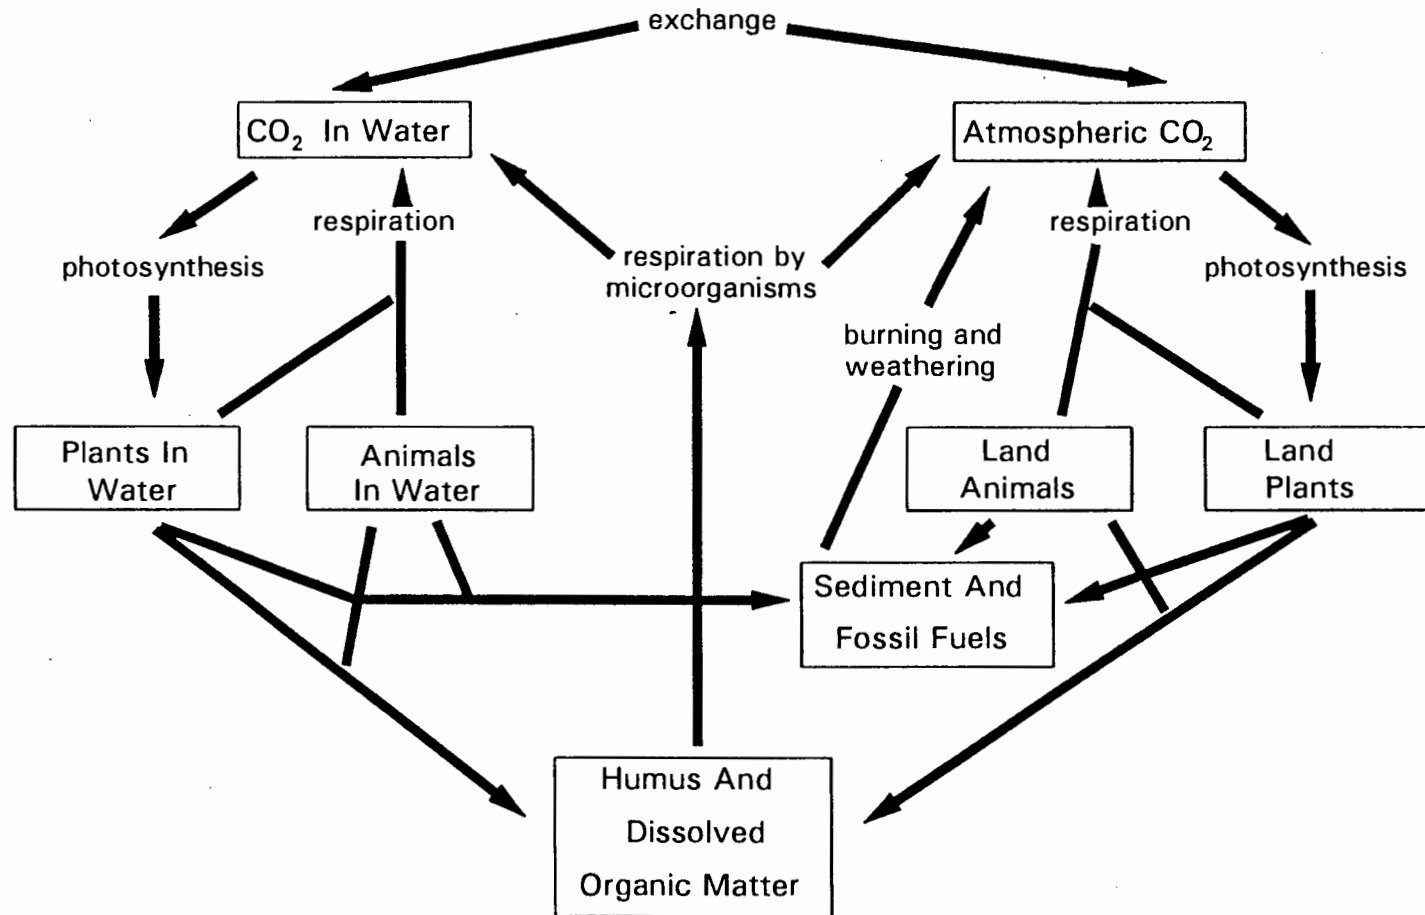 exchange
CO₂ In Water
Atmospheric CO₂
respiration
respiration
photosynthesis
respiration by
microorganisms
photosynthesis
burning and
weathering
Plants In
Water
Animals
In Water
Land
Animals
Land
Plants
Sediment And
Fossil Fuels
Humus And
Dissolved
Organic Matter